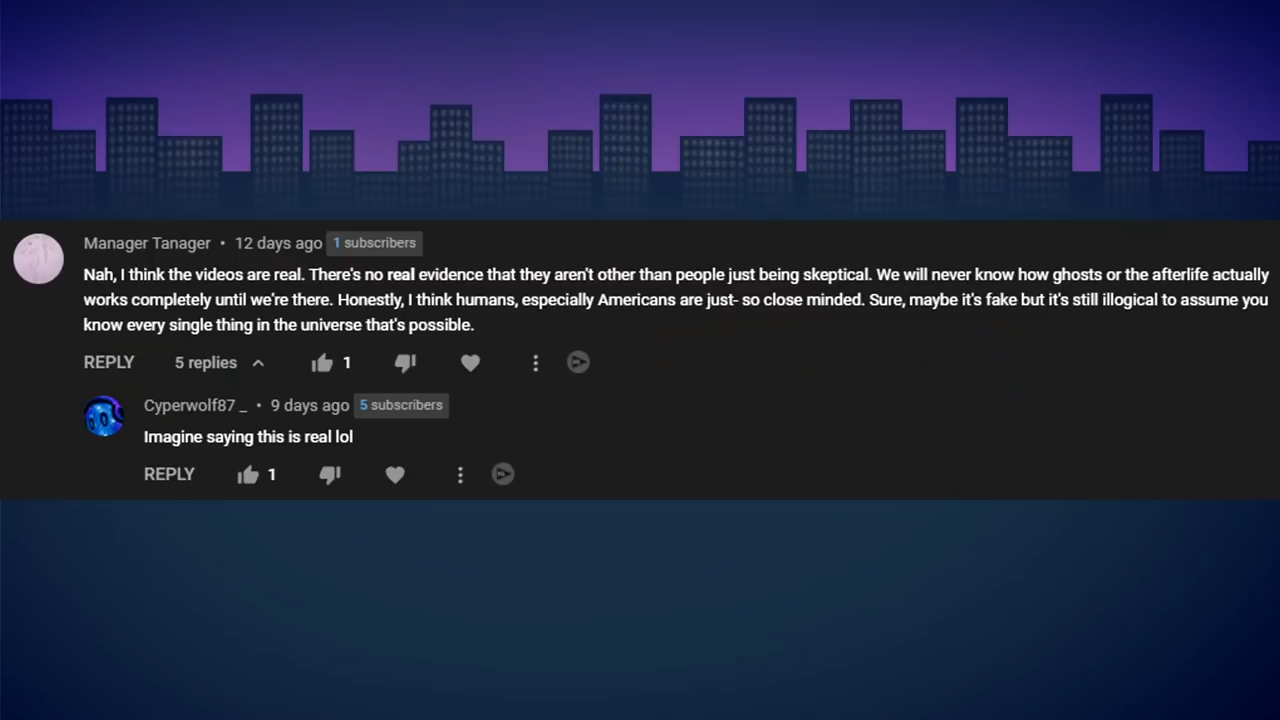 Manager Tanager • 12 days ago 1 subscribers
Nah, I think the videos are real. There's no real evidence that they aren't other than people just being skeptical. We will never know how ghosts or the afterlife actually
works completely until we're there. Honestly, I think humans, especially Americans are just- so close minded. Sure, maybe it's fake but it's still illogical to assume you
know every single thing in the universe that's possible.
REPLY 5 replies 1
Cyperwolf87 _ • 9 days ago 5 subscribers
Imagine saying this is real lol
REPLY 1